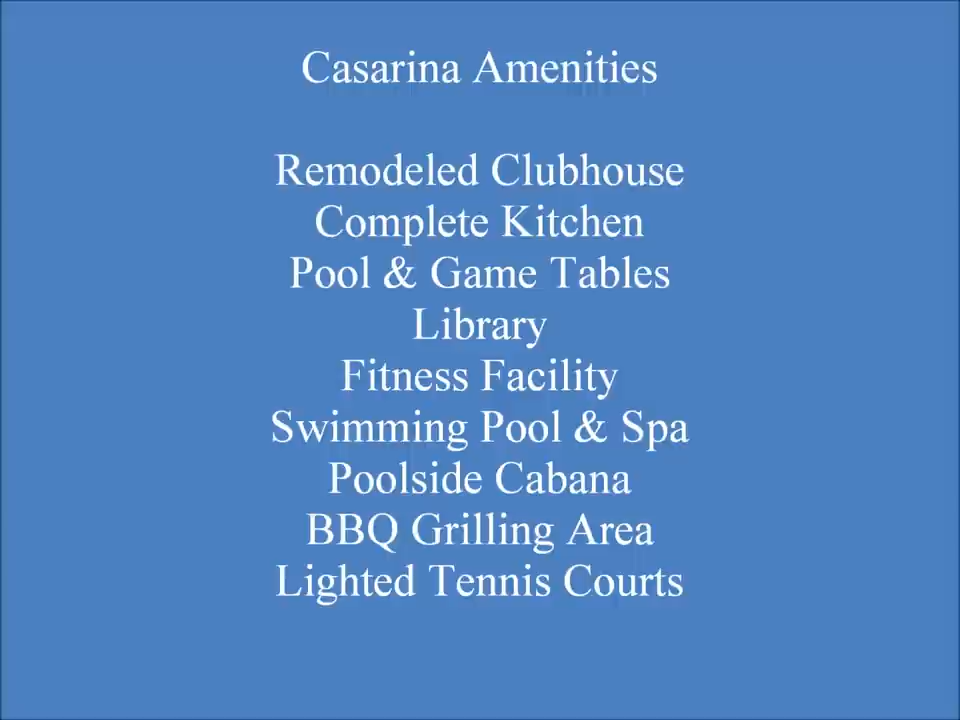 Casarina Amenities
Remodeled Clubhouse
Complete Kitchen
Pool & Game Tables
Library
Fitness Facility
Swimming Pool & Spa
Poolside Cabana
BBQ Grilling Area
Lighted Tennis Courts